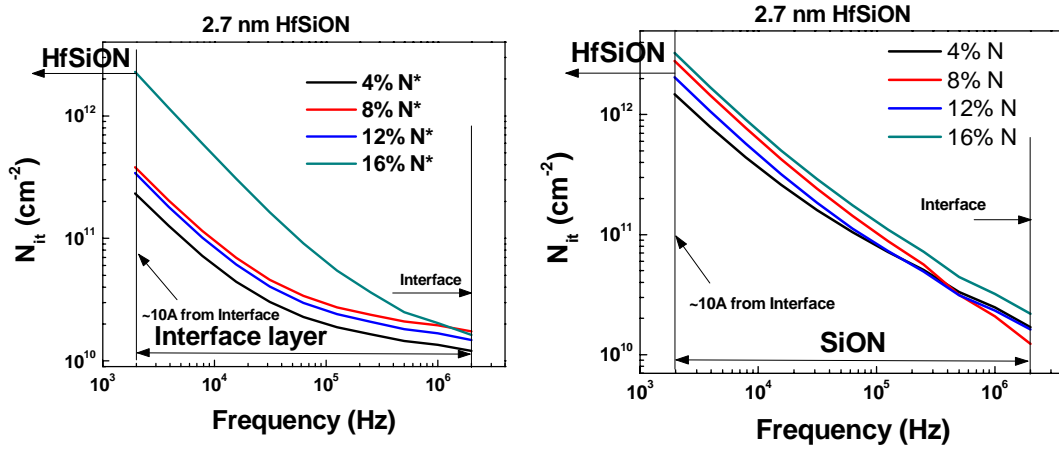 2.7 nm HfSiON
HfSiON
4% N*
8% N*
12% N*
16% N*
Interface
~10A from Interface
Interface layer
10^12
10^11
10^10
N_it (cm^-2)
10^3 10^4 10^5 10^6
Frequency (Hz)
2.7 nm HfSiON
HfSiON
4% N
8% N
12% N
16% N
Interface
~10A from Interface
SiON
10^12
10^11
10^10
N_it (cm^-2)
10^3 10^4 10^5 10^6
Frequency (Hz)